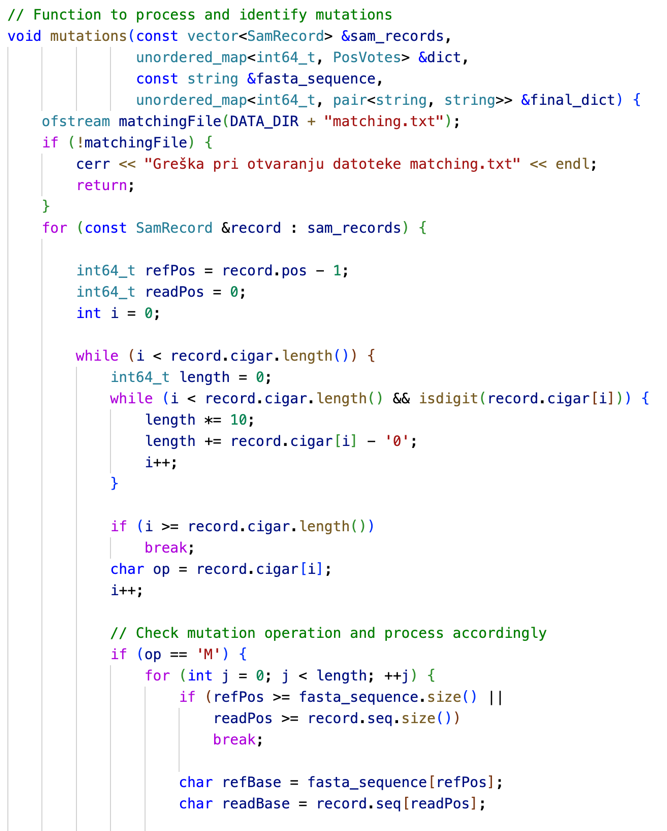 // Function to process and identify mutations
void mutations(const vector<SamRecord> &sam_records,
               unordered_map<int64_t, PosVotes> &dict,
               const string &fasta_sequence,
               unordered_map<int64_t, pair<string, string>> &final_dict) {
    ofstream matchingFile(DATA_DIR + "matching.txt");
    if (!matchingFile) {
        cerr << "Greška pri otvaranju datoteke matching.txt" << endl;
        return;
    }
    for (const SamRecord &record : sam_records) {

        int64_t refPos = record.pos - 1;
        int64_t readPos = 0;
        int i = 0;

        while (i < record.cigar.length()) {
            int64_t length = 0;
            while (i < record.cigar.length() && isdigit(record.cigar[i])) {
                length *= 10;
                length += record.cigar[i] - '0';
                i++;
            }

            if (i >= record.cigar.length())
                break;
            char op = record.cigar[i];
            i++;

            // Check mutation operation and process accordingly
            if (op == 'M') {
                for (int j = 0; j < length; ++j) {
                    if (refPos >= fasta_sequence.size() ||
                        readPos >= record.seq.size())
                        break;

                    char refBase = fasta_sequence[refPos];
                    char readBase = record.seq[readPos];